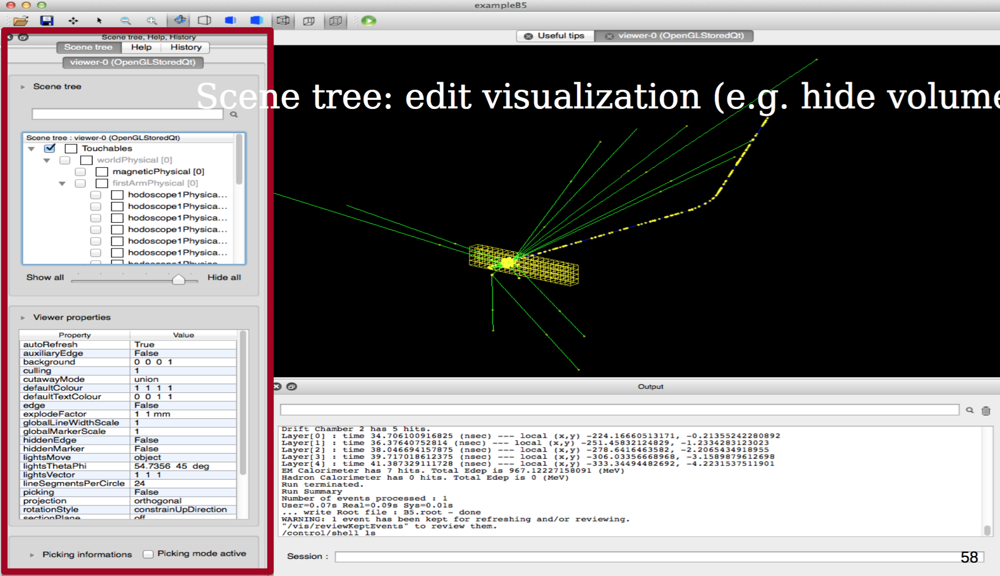 exampleB5
Scene tree, Help, History
Scene tree Help History
viewer-0 (OpenGLStoredQt)
Useful tips viewer-0 (OpenGLStoredQt)
Scene tree: edit visualization (e.g. hide volume
Scene tree
Scene tree : viewer-0 (OpenGLStoredQt)
Touchables
worldPhysical [0]
magneticPhysical [0]
firstArmPhysical [0]
hodoscope1Physica...
hodoscope1Physica...
hodoscope1Physica...
hodoscope1Physica...
hodoscope1Physica...
hodoscope1Physica...
Show all Hide all
Viewer properties
Property Value
autoRefresh True
auxiliaryEdge False
background 0 0 0 1
culling 1
cutawayMode union
defaultColour 1 1 1 1
defaultTextColour 0 0 1 1
edge False
explodeFactor 1 1 mm
globalLineWidthScale 1
globalMarkerScale 1
hiddenEdge False
hiddenMarker False
lightsMove object
lightsThetaPhi 54.7356 45 deg
lightsVector 1 1 1
lineSegmentsPerCircle 24
picking False
projection orthogonal
rotationStyle constrainUpDirection
sectionPlane off
Picking informations Picking mode active
Output
Drift Chamber 2 has 5 hits.
Layer[0] : time 34.706100916825 (nsec) --- local (x,y) -224.16660513171, -0.21355242280892
Layer[1] : time 36.37640752814 (nsec) --- local (x,y) -251.45832124829, -1.2334283123023
Layer[2] : time 38.046694157875 (nsec) --- local (x,y) -278.6416463582, -2.2065434918955
Layer[3] : time 39.717018612375 (nsec) --- local (x,y) -306.03356668968, -3.1589879612698
Layer[4] : time 41.387329111728 (nsec) --- local (x,y) -333.34494482692, -4.2231537511901
EM Calorimeter has 7 hits. Total Edep is 967.12227158091 (MeV)
Hadron Calorimeter has 0 hits. Total Edep is 0 (MeV)
Run terminated.
Run Summary
Number of events processed : 1
User=0.07s Real=0.09s Sys=0.01s
... write Root file : B5.root - done
WARNING: 1 event has been kept for refreshing and/or reviewing.
"/vis/reviewKeptEvents" to review them.
/control/shell ls
Session :
58